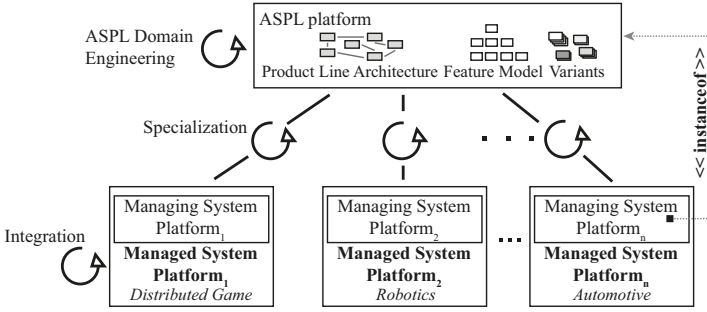 ASPL platform
ASPL Domain
Engineering
Product Line Architecture Feature Model Variants
<< instanceof >>
Specialization
Managing System
Platform1
Managing System
Platform2
Managing System
Platformn
Integration
Managed System
Platform1
Distributed Game
Managed System
Platform2
Robotics
Managed System
Platformn
Automotive